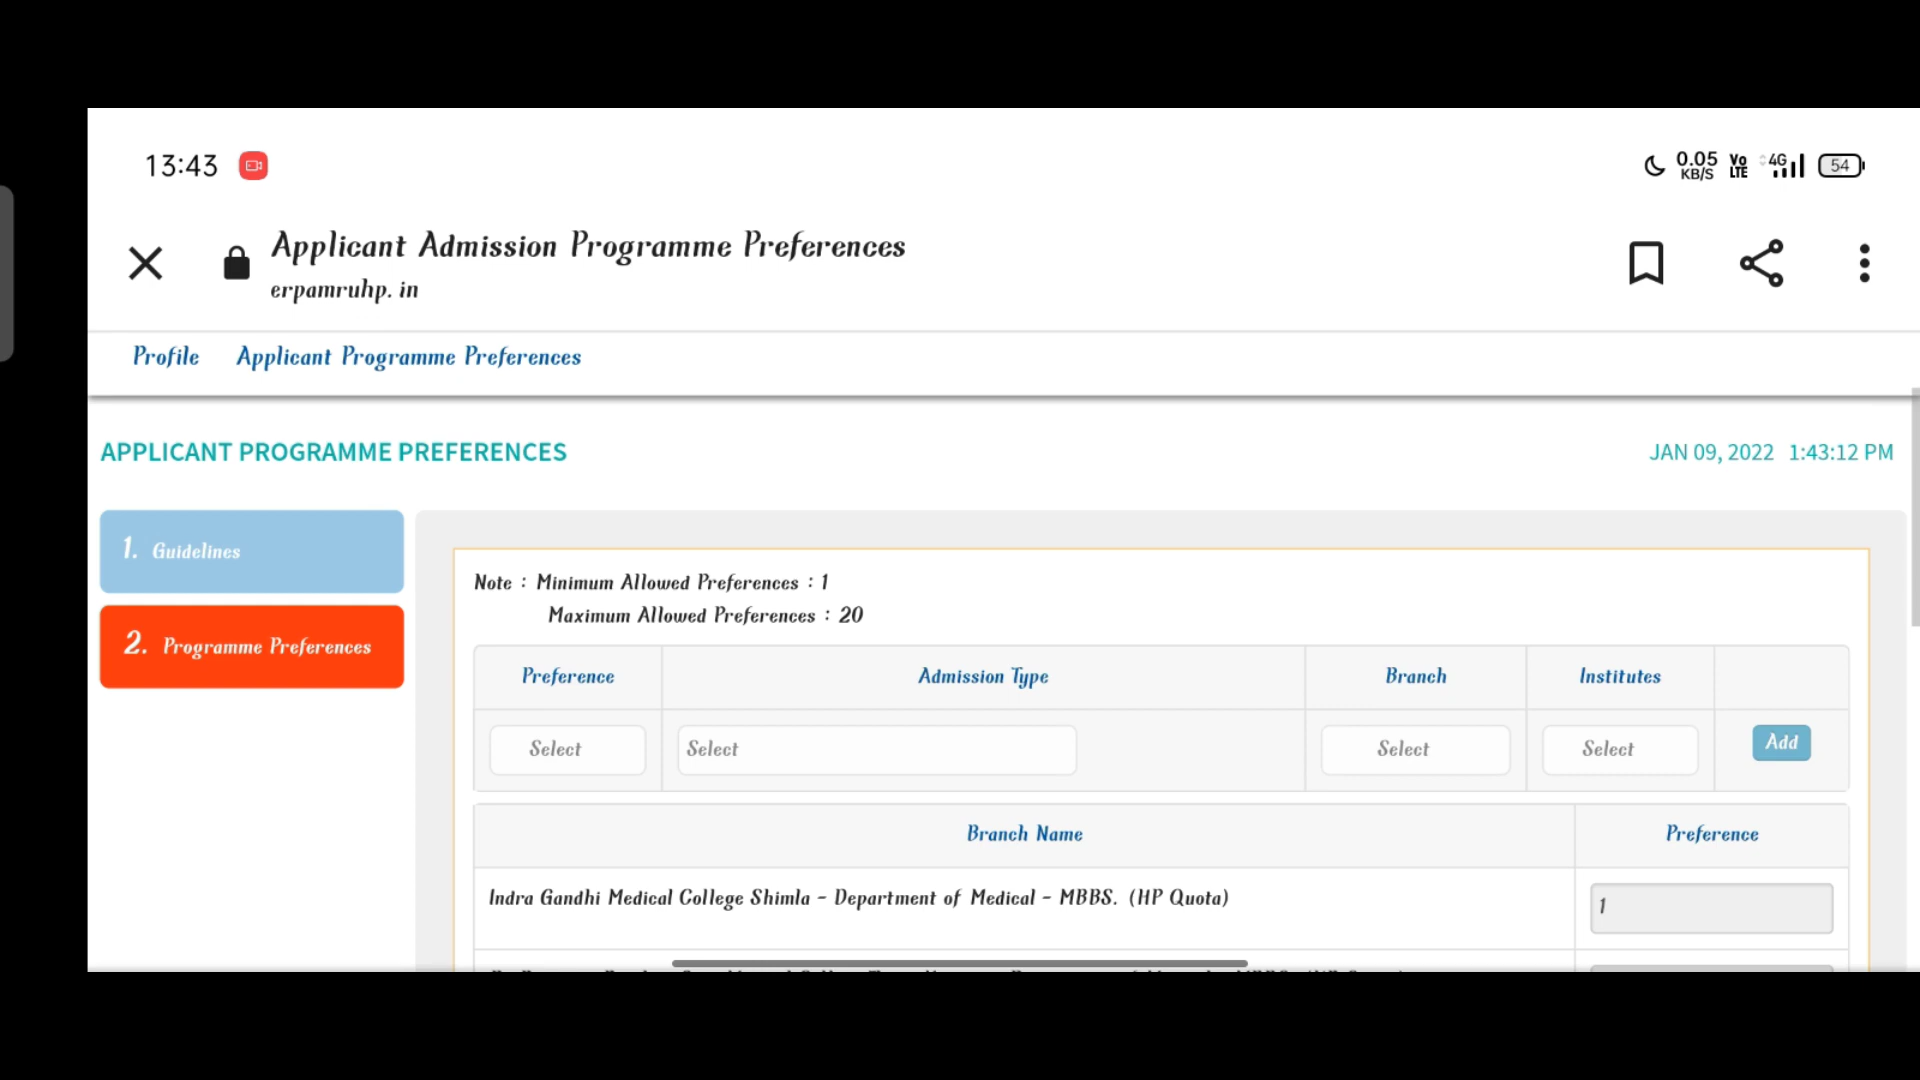 13:43
0.05 KB/S Vo LTE 4G 54
Applicant Admission Programme Preferences
erpamruhp. in
Profile Applicant Programme Preferences
APPLICANT PROGRAMME PREFERENCES JAN 09, 2022 1:43:12 PM
1. Guidelines
2. Programme Preferences
Note : Minimum Allowed Preferences : 1
Maximum Allowed Preferences : 20
Preference Admission Type Branch Institutes
Select Select Select Select Add
Branch Name Preference
Indra Gandhi Medical College Shimla - Department of Medical - MBBS. (HP Quota) 1